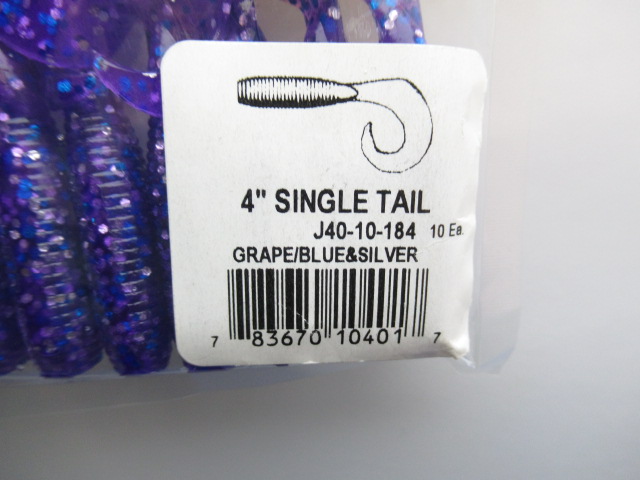 4" SINGLE TAIL
J40-10-184 10 Ea.
GRAPE/BLUE&SILVER
7 83670 10401 7